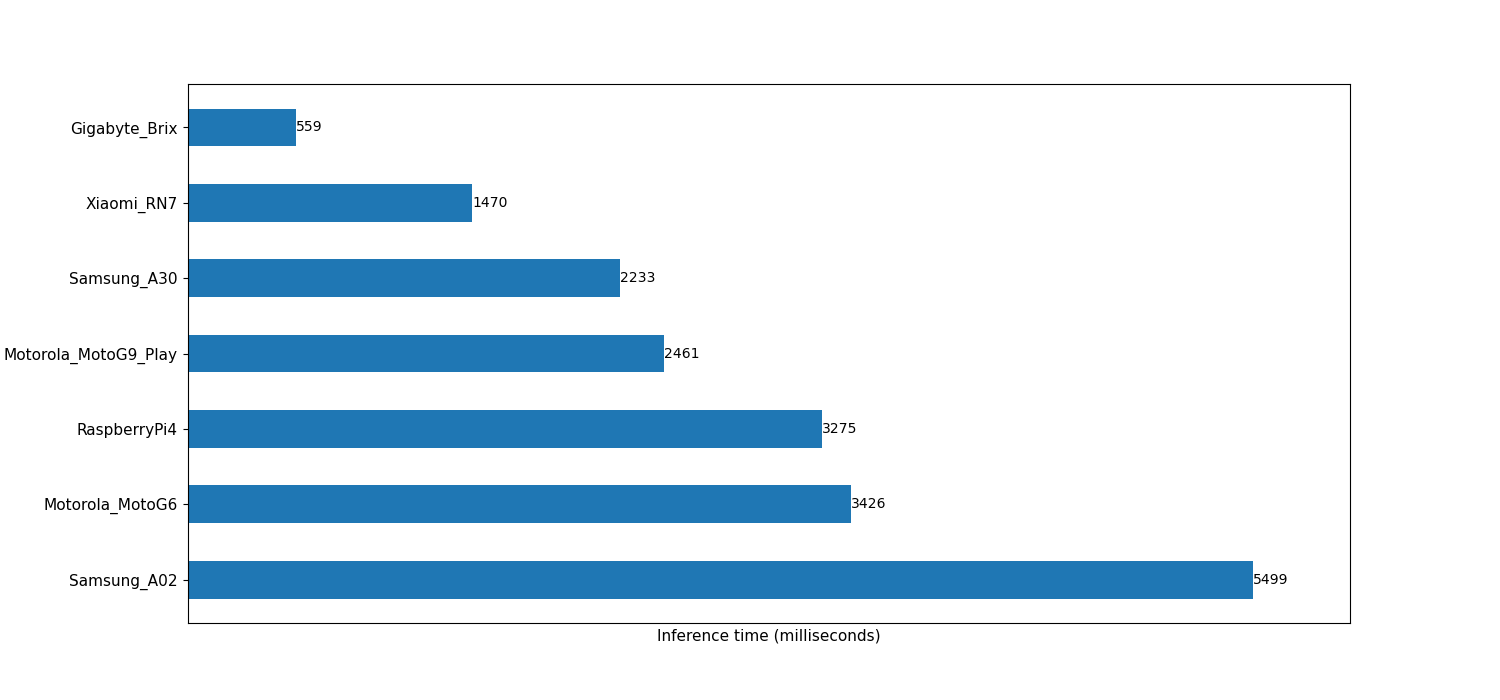 Gigabyte_Brix 559
Xiaomi_RN7 1470
Samsung_A30 2233
Motorola_MotoG9_Play 2461
RaspberryPi4 3275
Motorola_MotoG6 3426
Samsung_A02 5499
Inference time (milliseconds)